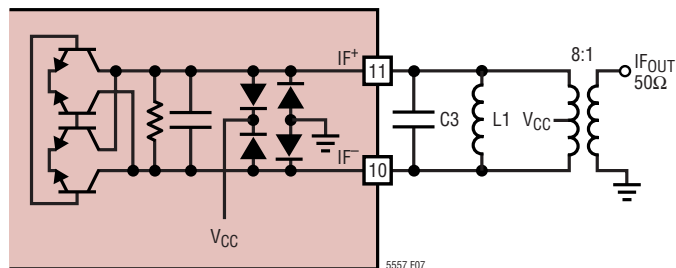 IF+
11
8:1
IFOUT
50Ω
C3
L1
VCC
IF−
10
VCC
5557 F07